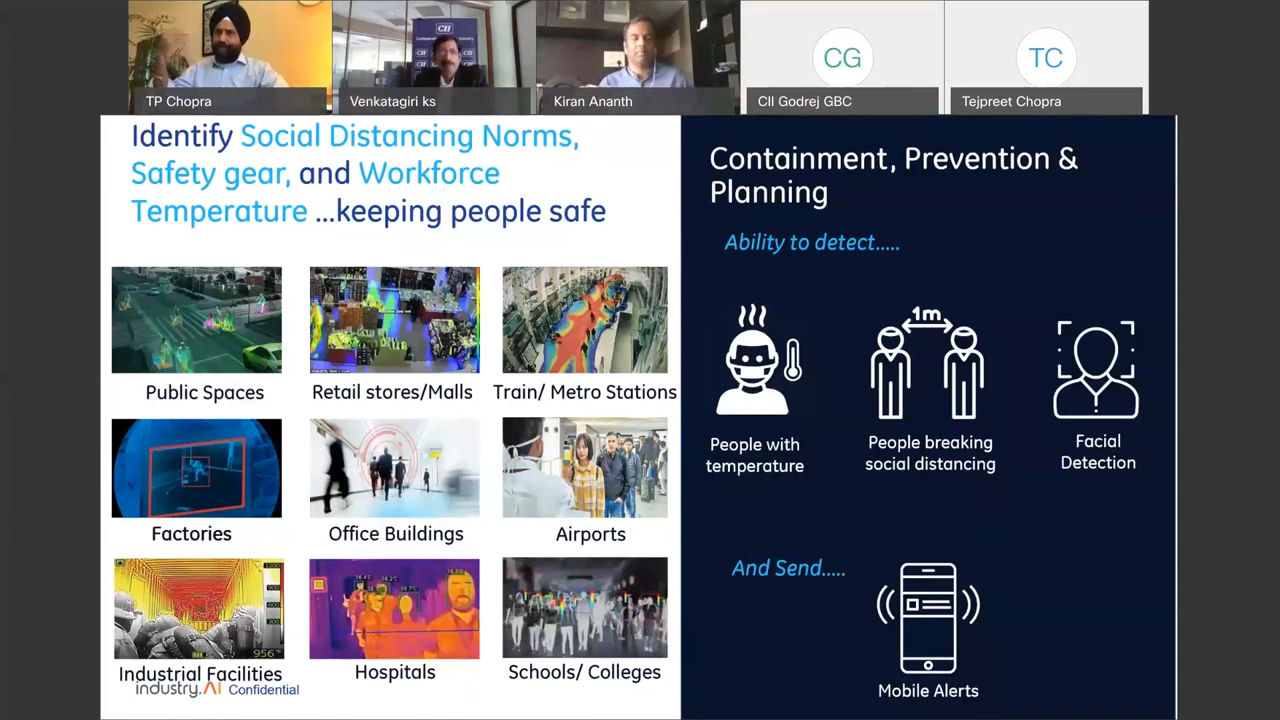 CII
TP Chopra
Venkatagiri ks
Kiran Ananth
CG
CII Godrej GBC
TC
Tejpreet Chopra
Identify Social Distancing Norms,
Safety gear, and Workforce
Temperature ...keeping people safe
Public Spaces
Retail stores/Malls
Train/ Metro Stations
Factories
Office Buildings
Airports
956°
Industrial Facilities
Hospitals
Schools/ Colleges
industry.AI Confidential
Containment, Prevention &
Planning
Ability to detect.....
1m
People with
temperature
People breaking
social distancing
Facial
Detection
And Send.....
Mobile Alerts